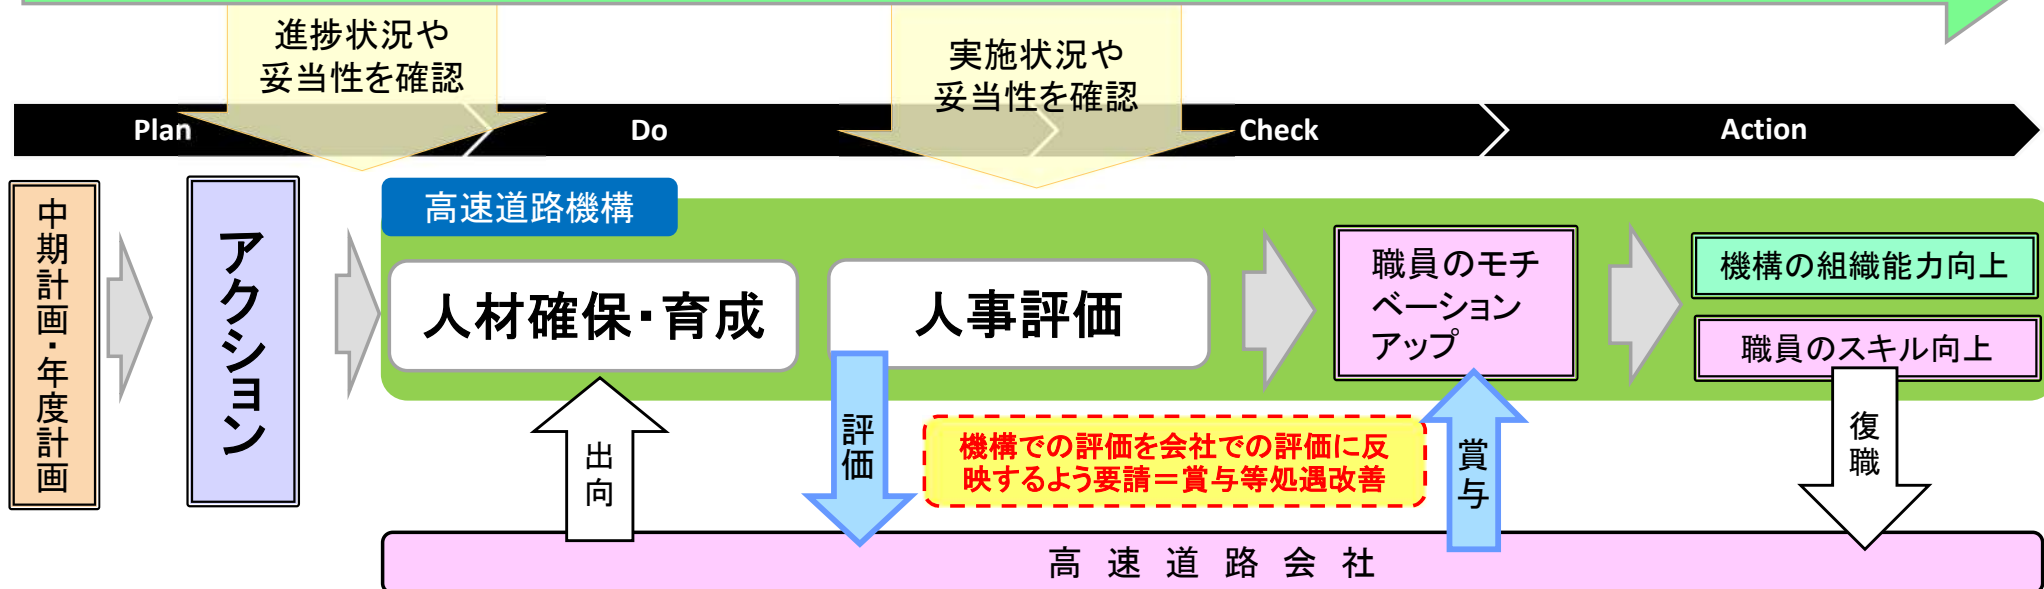 進捗状況や
妥当性を確認
実施状況や
妥当性を確認
Plan
Do
Check
Action
中期計画・年度計画
アクション
高速道路機構
人材確保・育成
人事評価
職員のモチ
ベーション
アップ
機構の組織能力向上
職員のスキル向上
出向
評価
機構での評価を会社での評価に反
映するよう要請＝賞与等処遇改善
賞与
復職
高速道路会社